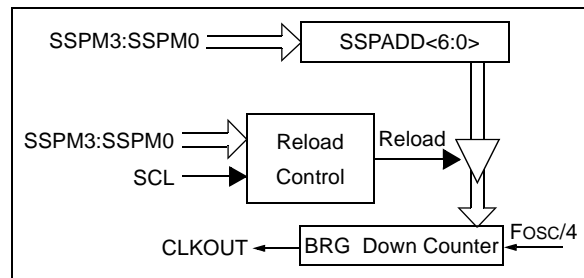 SSPM3:SSPM0
SSPADD<6:0>
SSPM3:SSPM0
SCL
Reload
Control
Reload
CLKOUT
BRG Down Counter
FOSC/4